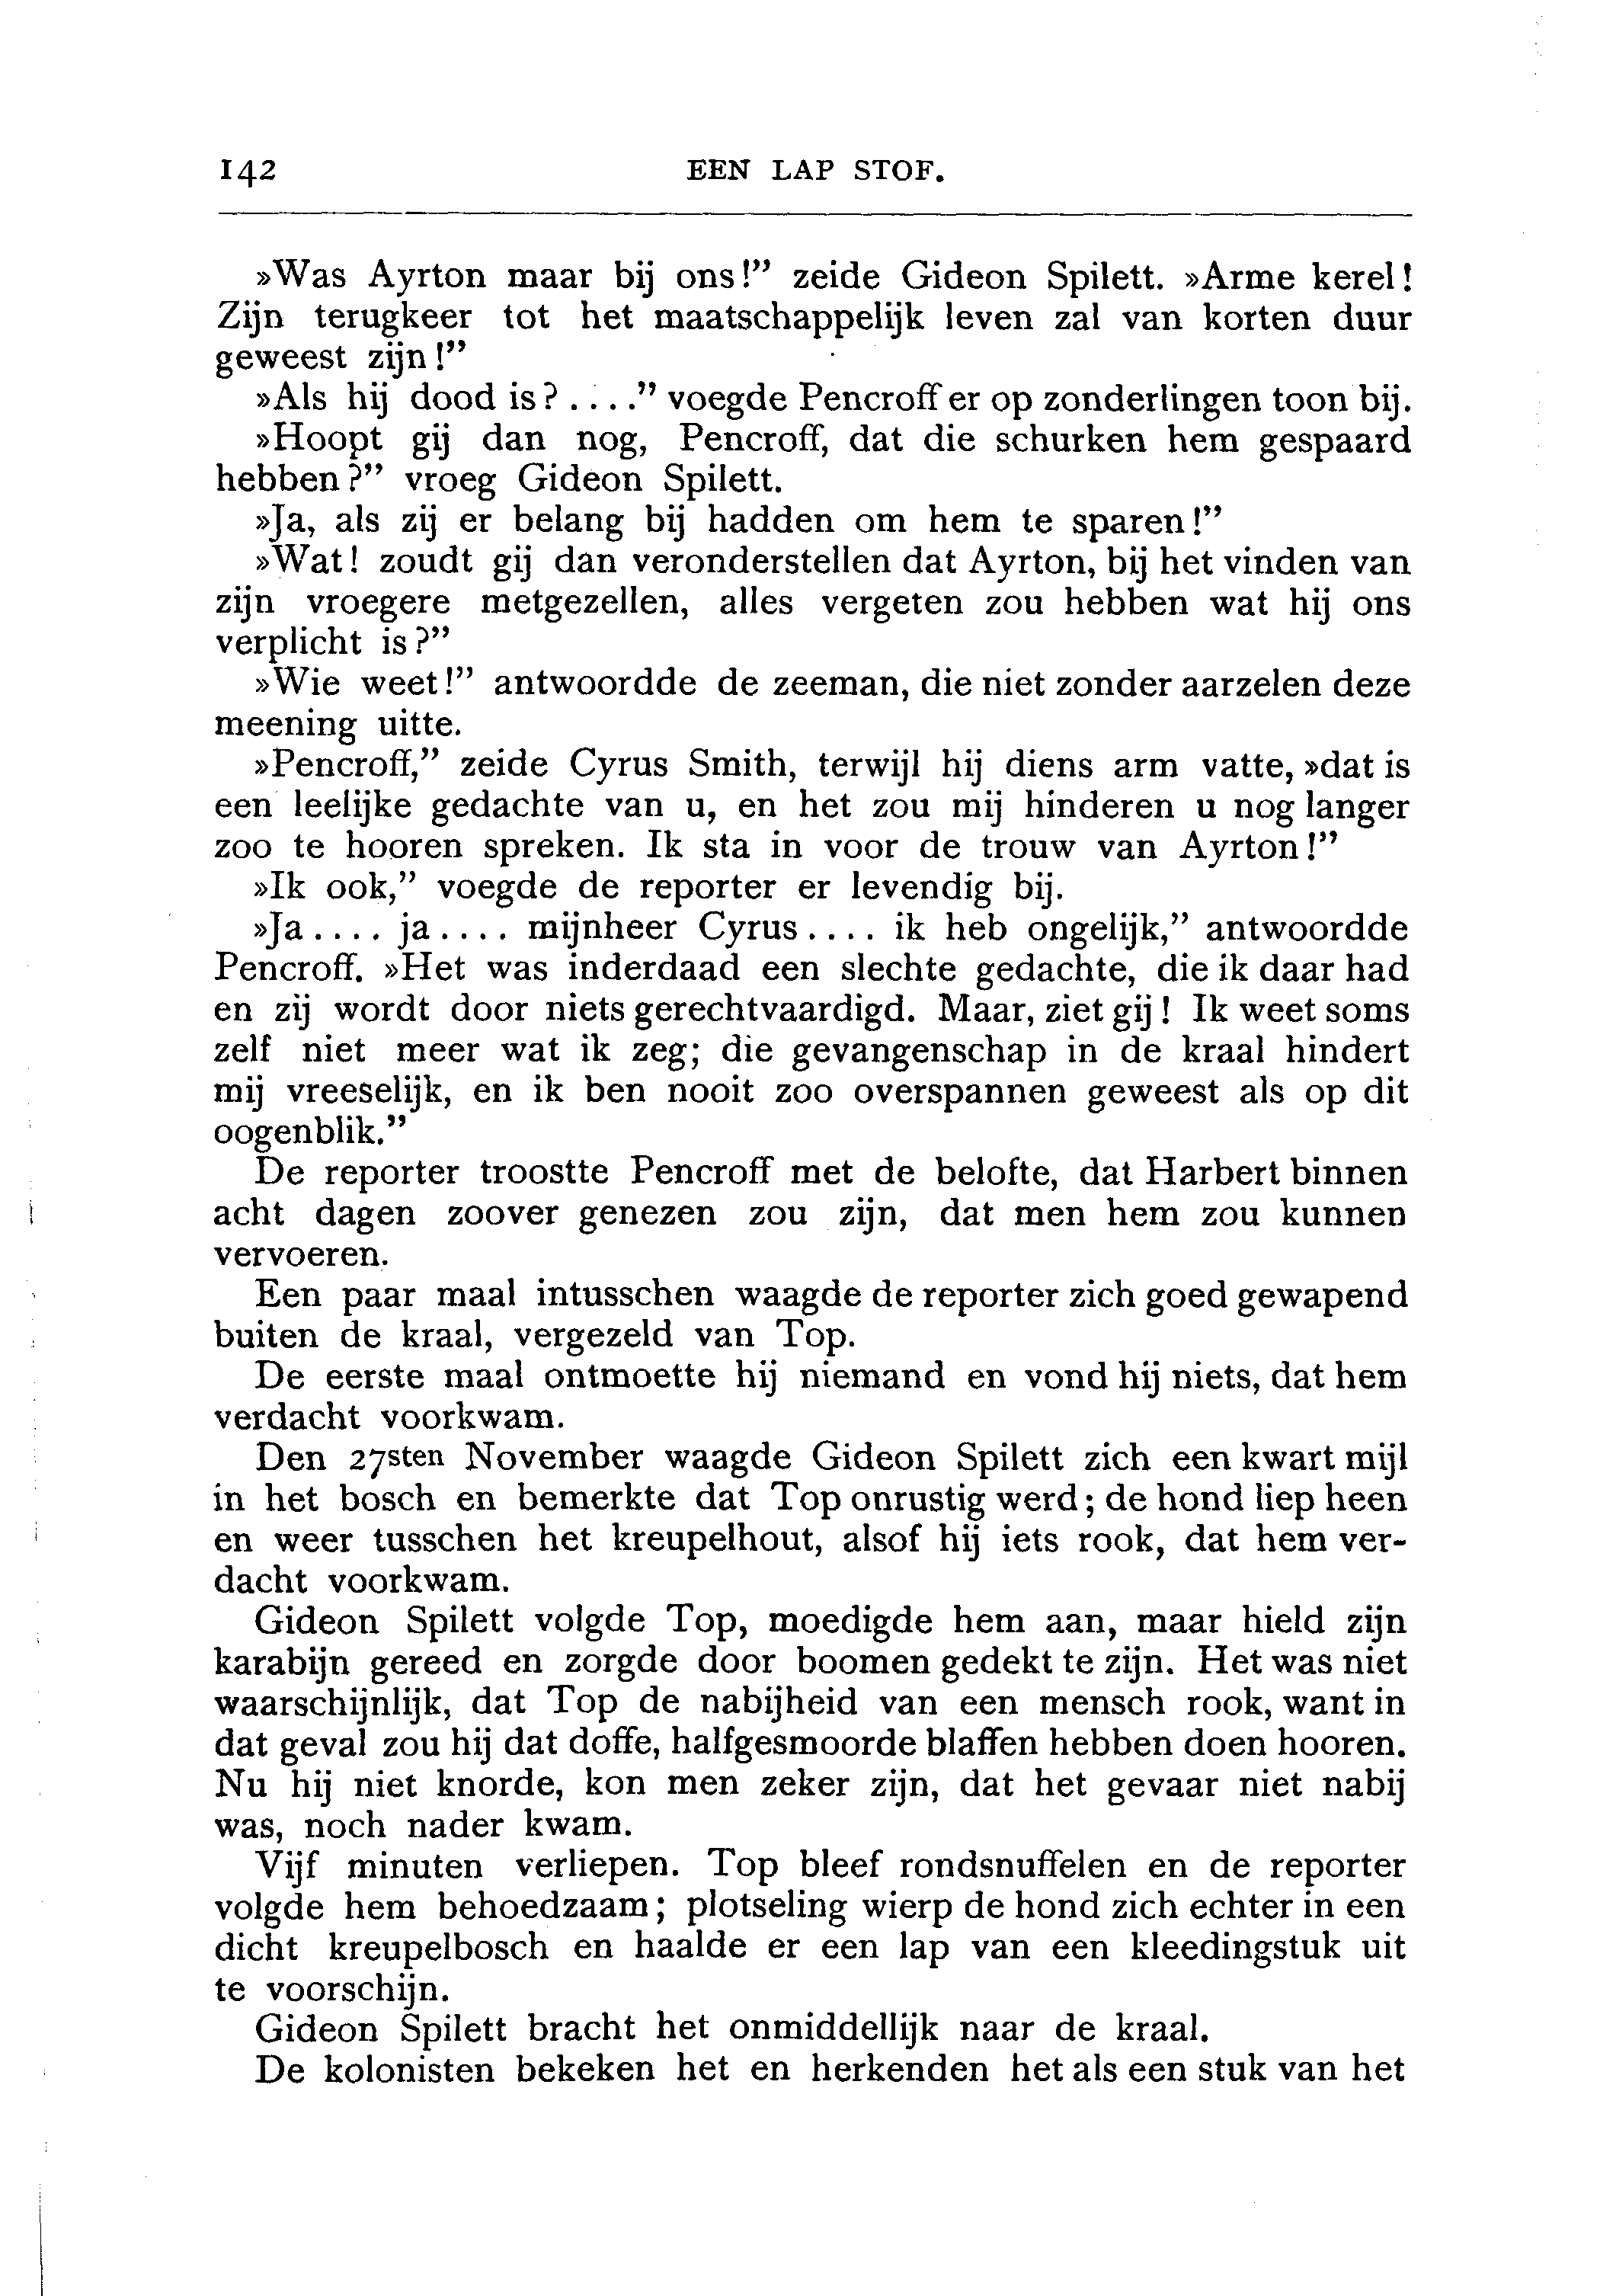 142 EEN LAP STOF.
»Was Ayrton maar bij ons!” zeide Gideon Spilett. »Arme kerel!
Zijn terugkeer tot het maatschappelijk leven zal van korten duur
geweest zijn!”
»Als hij dood is?....” voegde Pencroff er op zonderlingen toon bij.
»Hoopt gij dan nog, Pencroff, dat die schurken hem gespaard
hebben?” vroeg Gideon Spilett.
»Ja, als zij er belang bij hadden om hem te sparen!”
»Wat! zoudt gij dan veronderstellen dat Ayrton, bij het vinden van
zijn vroegere metgezellen, alles vergeten zou hebben wat hij ons
verplicht is?”
»Wie weet!” antwoordde de zeeman, die niet zonder aarzelen deze
meening uitte.
»Pencroff,” zeide Cyrus Smith, terwijl hij diens arm vatte, »dat is
een leelijke gedachte van u, en het zou mij hinderen u nog langer
zoo te hooren spreken. Ik sta in voor de trouw van Ayrton!”
»Ik ook,” voegde de reporter er levendig bij.
»Ja.... ja.... mijnheer Cyrus.... ik heb ongelijk,” antwoordde
Pencroff. »Het was inderdaad een slechte gedachte, die ik daar had
en zij wordt door niets gerechtvaardigd. Maar, ziet gij! Ik weet soms
zelf niet meer wat ik zeg; die gevangenschap in de kraal hindert
mij vreeselijk, en ik ben nooit zoo overspannen geweest als op dit
oogenblik.”
De reporter troostte Pencroff met de belofte, dat Harbert binnen
acht dagen zoover genezen zou zijn, dat men hem zou kunnen
vervoeren.
Een paar maal intusschen waagde de reporter zich goed gewapend
buiten de kraal, vergezeld van Top.
De eerste maal ontmoette hij niemand en vond hij niets, dat hem
verdacht voorkwam.
Den 27sten November waagde Gideon Spilett zich een kwart mijl
in het bosch en bemerkte dat Top onrustig werd; de hond liep heen
en weer tusschen het kreupelhout, alsof hij iets rook, dat hem ver-
dacht voorkwam.
Gideon Spilett volgde Top, moedigde hem aan, maar hield zijn
karabijn gereed en zorgde door boomen gedekt te zijn. Het was niet
waarschijnlijk, dat Top de nabijheid van een mensch rook, want in
dat geval zou hij dat doffe, halfgesmoorde blaffen hebben doen hooren.
Nu hij niet knorde, kon men zeker zijn, dat het gevaar niet nabij
was, noch nader kwam.
Vijf minuten verliepen. Top bleef rondsnuffelen en de reporter
volgde hem behoedzaam; plotseling wierp de hond zich echter in een
dicht kreupelbosch en haalde er een lap van een kleedingstuk uit
te voorschijn.
Gideon Spilett bracht het onmiddellijk naar de kraal.
De kolonisten bekeken het en herkenden het als een stuk van het